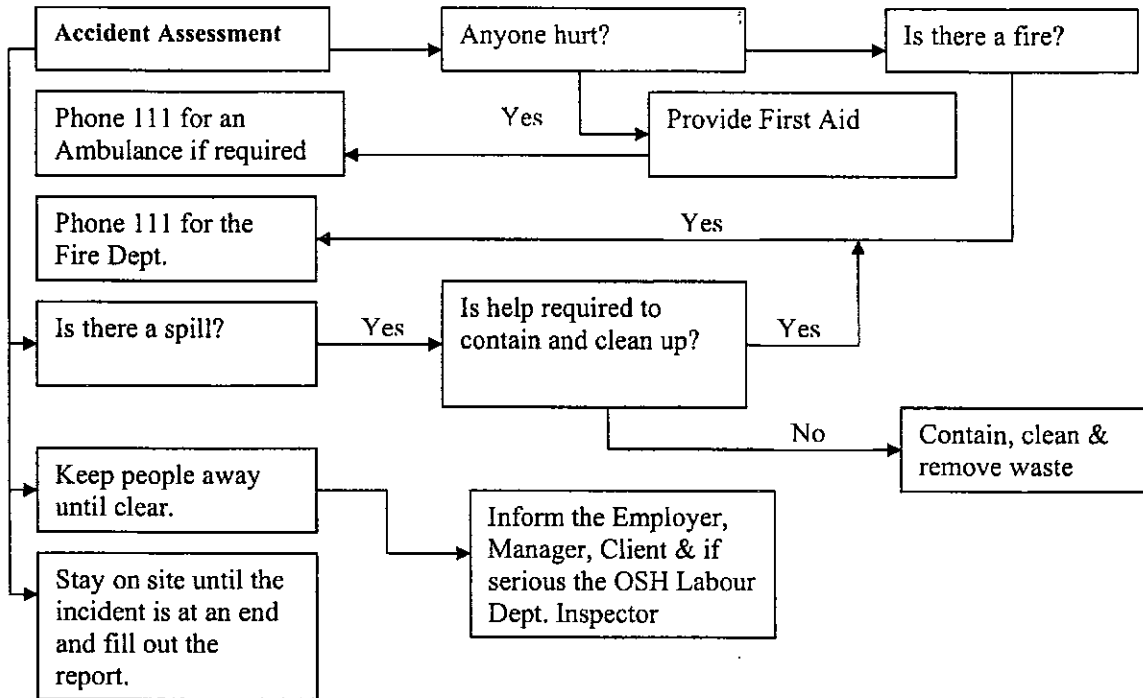 Accident Assessment
Anyone hurt?
Is there a fire?
Phone 111 for an
Ambulance if required
Yes
Provide First Aid
Phone 111 for the
Fire Dept.
Yes
Is there a spill?
Yes
Is help required to
contain and clean up?
Yes
No
Contain, clean &
remove waste
Keep people away
until clear.
Inform the Employer,
Manager, Client & if
serious the OSH Labour
Dept. Inspector
Stay on site until the
incident is at an end
and fill out the
report.